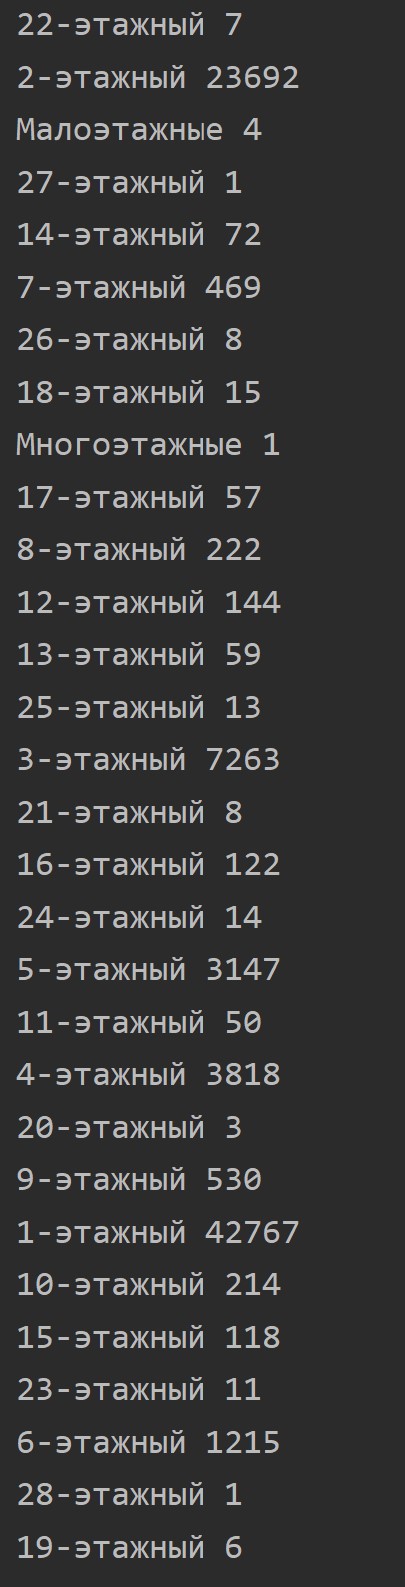 22-этажный 7
2-этажный 23692
Малоэтажные 4
27-этажный 1
14-этажный 72
7-этажный 469
26-этажный 8
18-этажный 15
Многоэтажные 1
17-этажный 57
8-этажный 222
12-этажный 144
13-этажный 59
25-этажный 13
3-этажный 7263
21-этажный 8
16-этажный 122
24-этажный 14
5-этажный 3147
11-этажный 50
4-этажный 3818
20-этажный 3
9-этажный 530
1-этажный 42767
10-этажный 214
15-этажный 118
23-этажный 11
6-этажный 1215
28-этажный 1
19-этажный 6